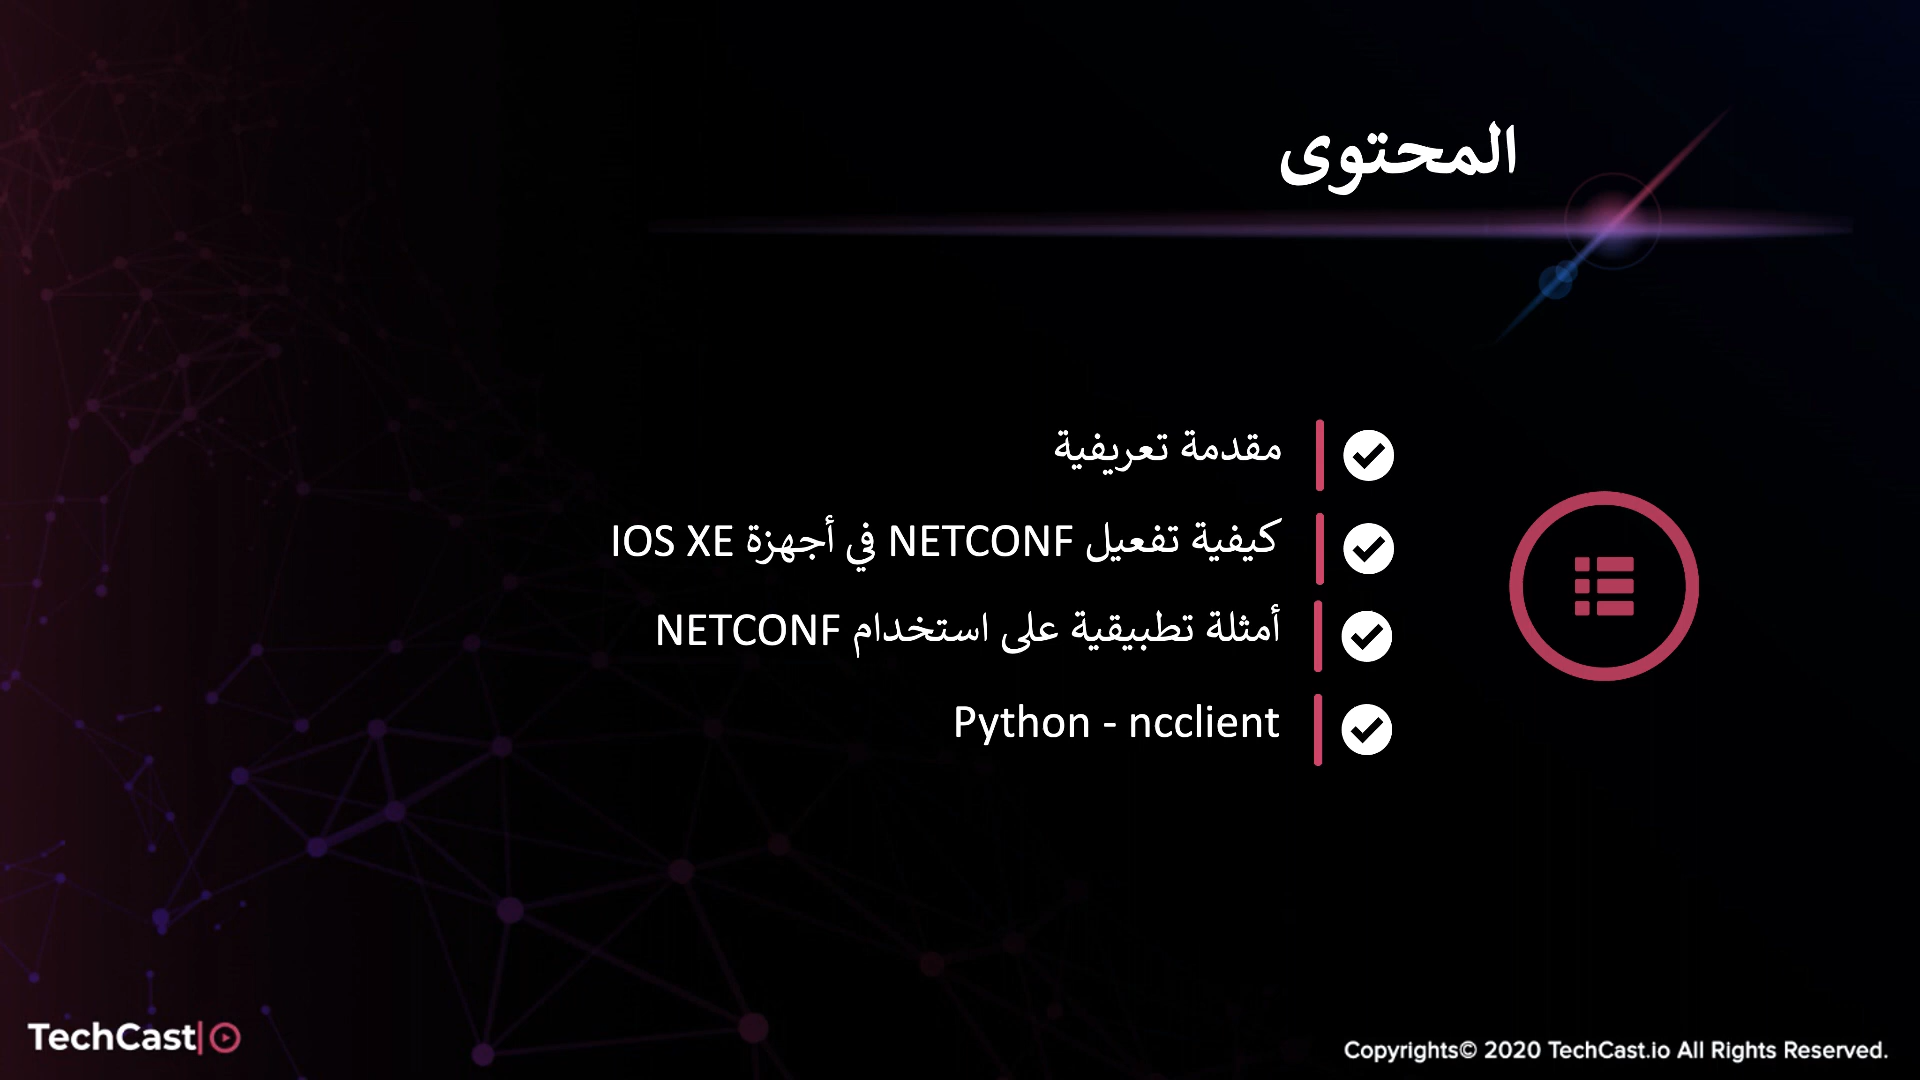 المحتوى
مقدمة تعريفية
كيفية تفعيل NETCONF في أجهزة IOS XE
أمثلة تطبيقية على استخدام NETCONF
Python - ncclient
TechCast
Copyrights© 2020 TechCast.io All Rights Reserved.